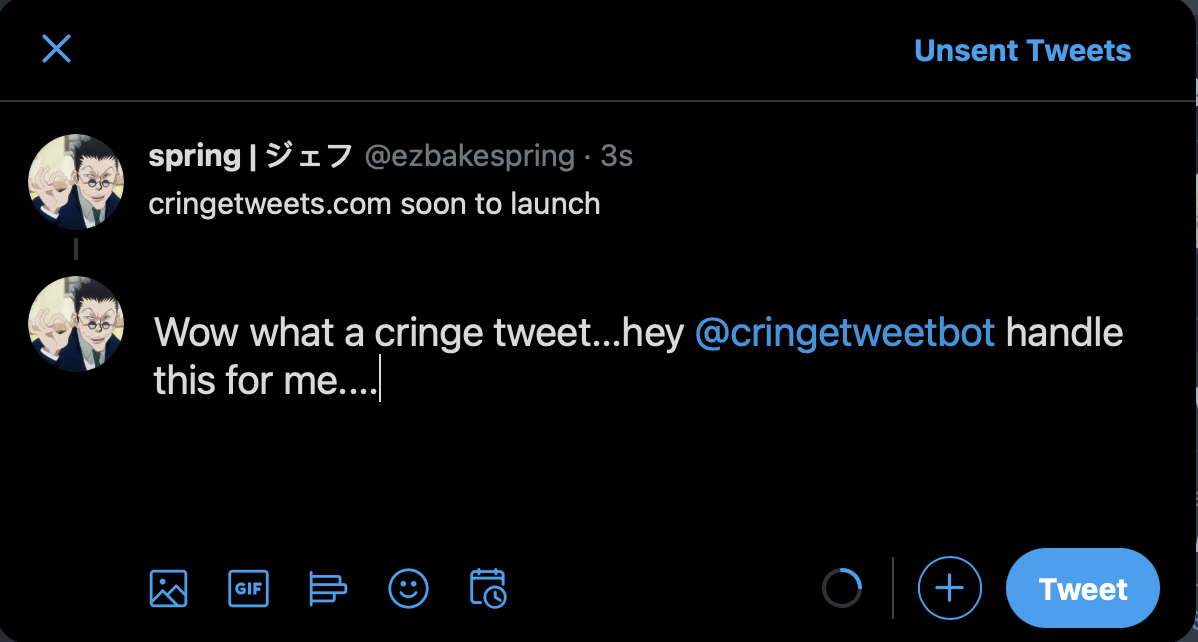 Unsent Tweets
spring | ジェフ @ezbakespring · 3s
cringetweets.com soon to launch
Wow what a cringe tweet...hey @cringetweetbot handle
this for me....
GIF
Tweet